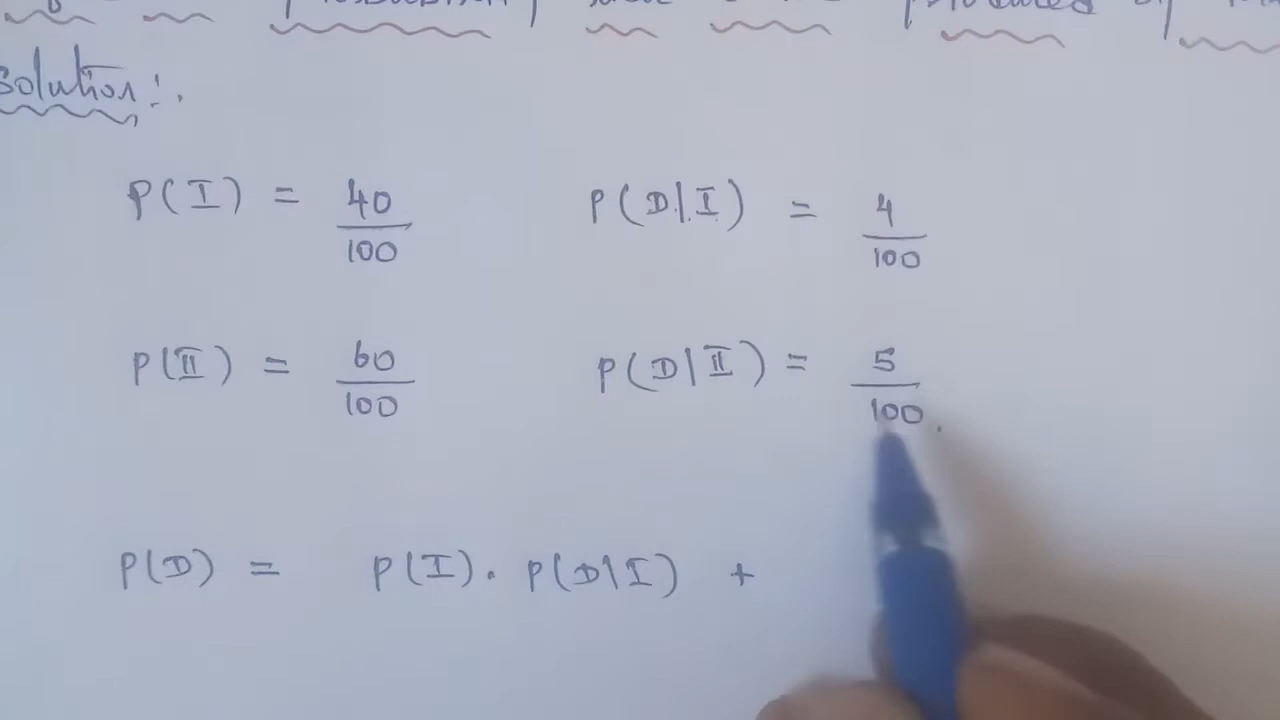 solution:.
P(I) = 40/100 P(D|I) = 4/100
P(II) = 60/100 P(D|II) = 5/100.
P(D) = P(I). P(D|I) +